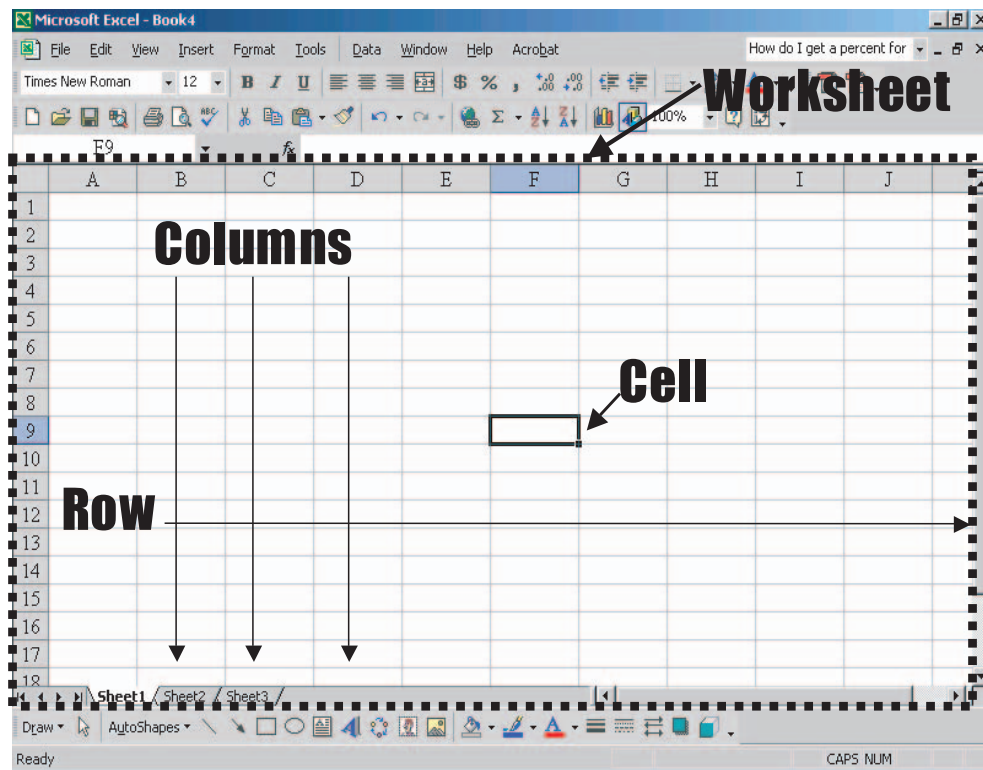 Microsoft Excel - Book4
File Edit View Insert Format Tools Data Window Help Acrobat How do I get a percent for
Times New Roman 12 B I U $ % ,
Worksheet
100%
F9 fx
A B C D E F G H I J
1
2
Columns
3
4
5
6
7
Cell
8
9
10
11
Row
12
13
14
15
16
17
18
Sheet1 Sheet2 Sheet3
Draw AutoShapes
Ready CAPS NUM